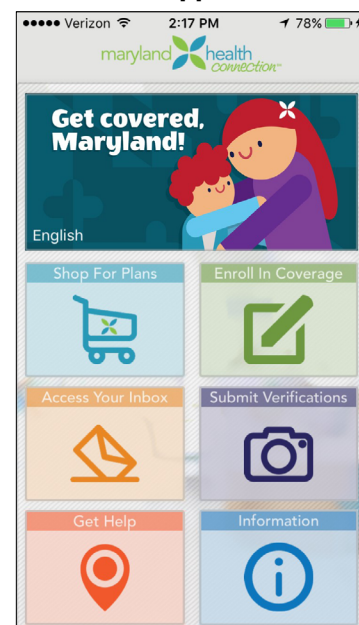 Verizon 2:17 PM 78%
maryland health
connection
Get covered,
Maryland!
English
Shop For Plans Enroll In Coverage
Access Your Inbox Submit Verifications
Get Help Information